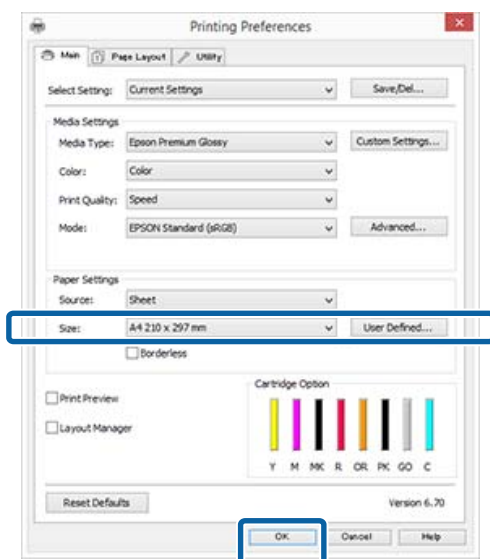 Printing Preferences
Main Page Layout Utility
Select Setting: Current Settings Save/Del...
Media Settings
Media Type: Epson Premium Glossy Custom Settings...
Color: Color
Print Quality: Speed
Mode: EPSON Standard (sRGB) Advanced...
Paper Settings
Source: Sheet
Size: A4 210 x 297 mm User Defined...
Borderless
Print Preview
Layout Manager
Cartridge Option
Y M MK R OR PK GO C
Reset Defaults Version 6.70
OK Cancel Help